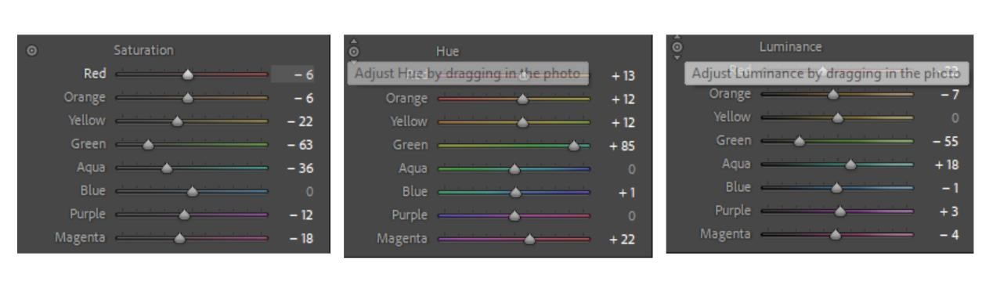 Saturation
Red − 6
Orange − 6
Yellow − 22
Green − 63
Aqua − 36
Blue 0
Purple − 12
Magenta − 18
Hue
Adjust Hue by dragging in the photo
Red + 13
Orange + 12
Yellow + 12
Green + 85
Aqua 0
Blue + 1
Purple 0
Magenta + 22
Luminance
Adjust Luminance by dragging in the photo
Orange − 7
Yellow 0
Green − 55
Aqua + 18
Blue − 1
Purple + 3
Magenta − 4